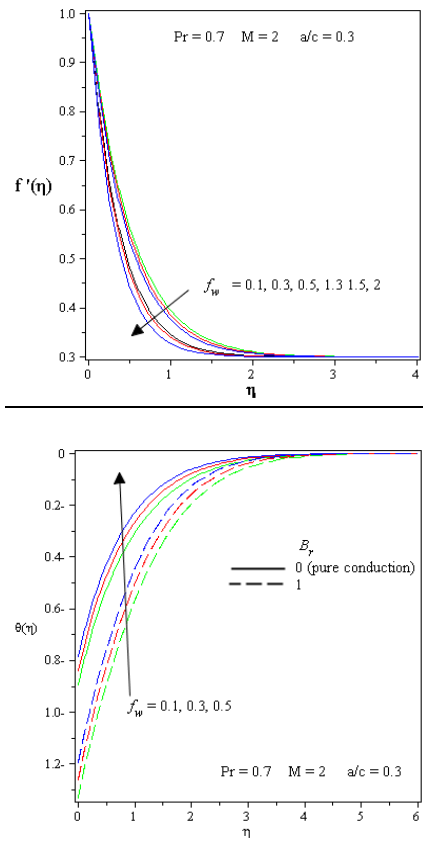 Pr = 0.7 M = 2 a/c = 0.3
1.0
0.9
0.8
0.7
f '(η)
0.6
0.5
f_w = 0.1, 0.3, 0.5, 1.3 1.5, 2
0.4
0.3
0 1 2 3 4
η
0
0.2-
0.4-
B_r
0 (pure conduction)
1
0.6-
θ(η)
0.8-
f_w = 0.1, 0.3, 0.5
1.0-
1.2-
Pr = 0.7 M = 2 a/c = 0.3
0 1 2 3 4 5 6
η